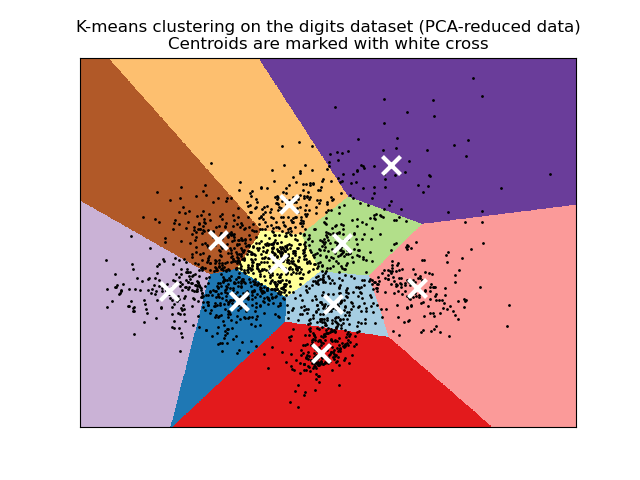 K-means clustering on the digits dataset (PCA-reduced data)
Centroids are marked with white cross